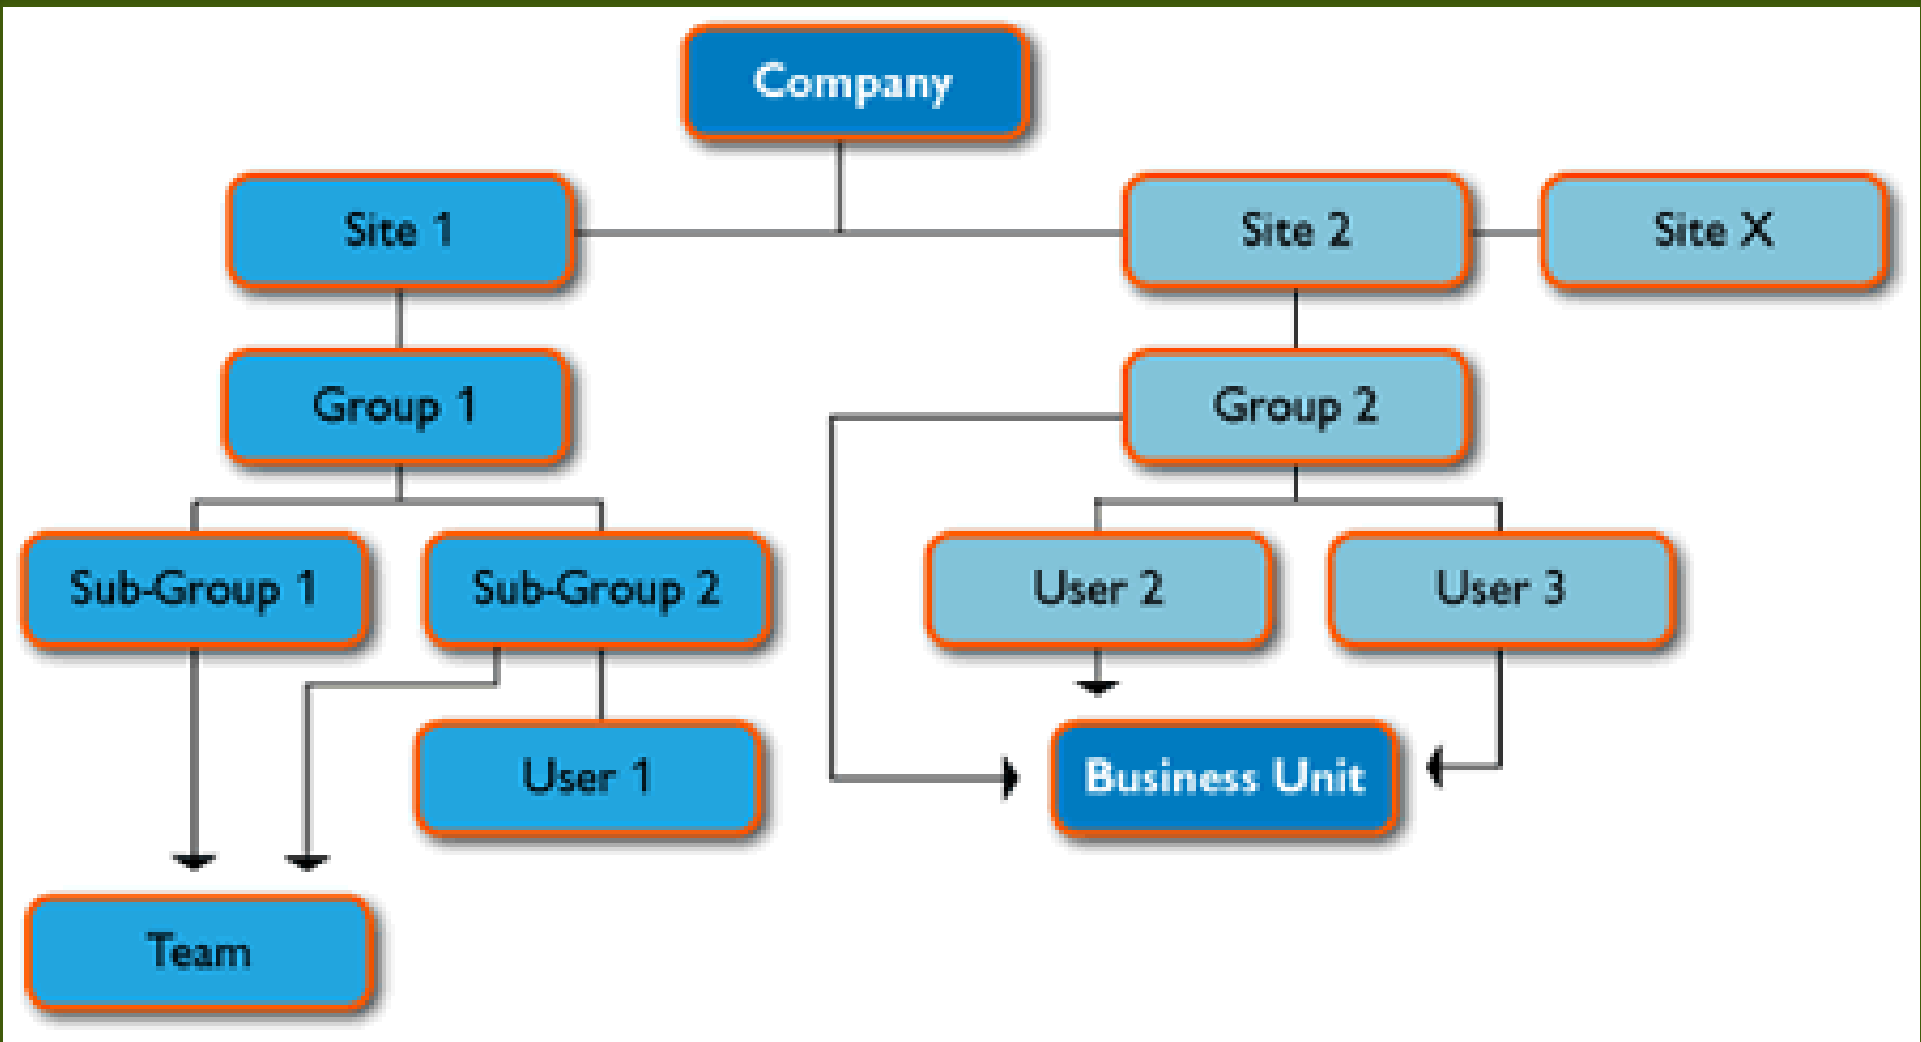 Company
Site 1
Site 2
Site X
Group 1
Group 2
Sub-Group 1
Sub-Group 2
User 2
User 3
User 1
Business Unit
Team